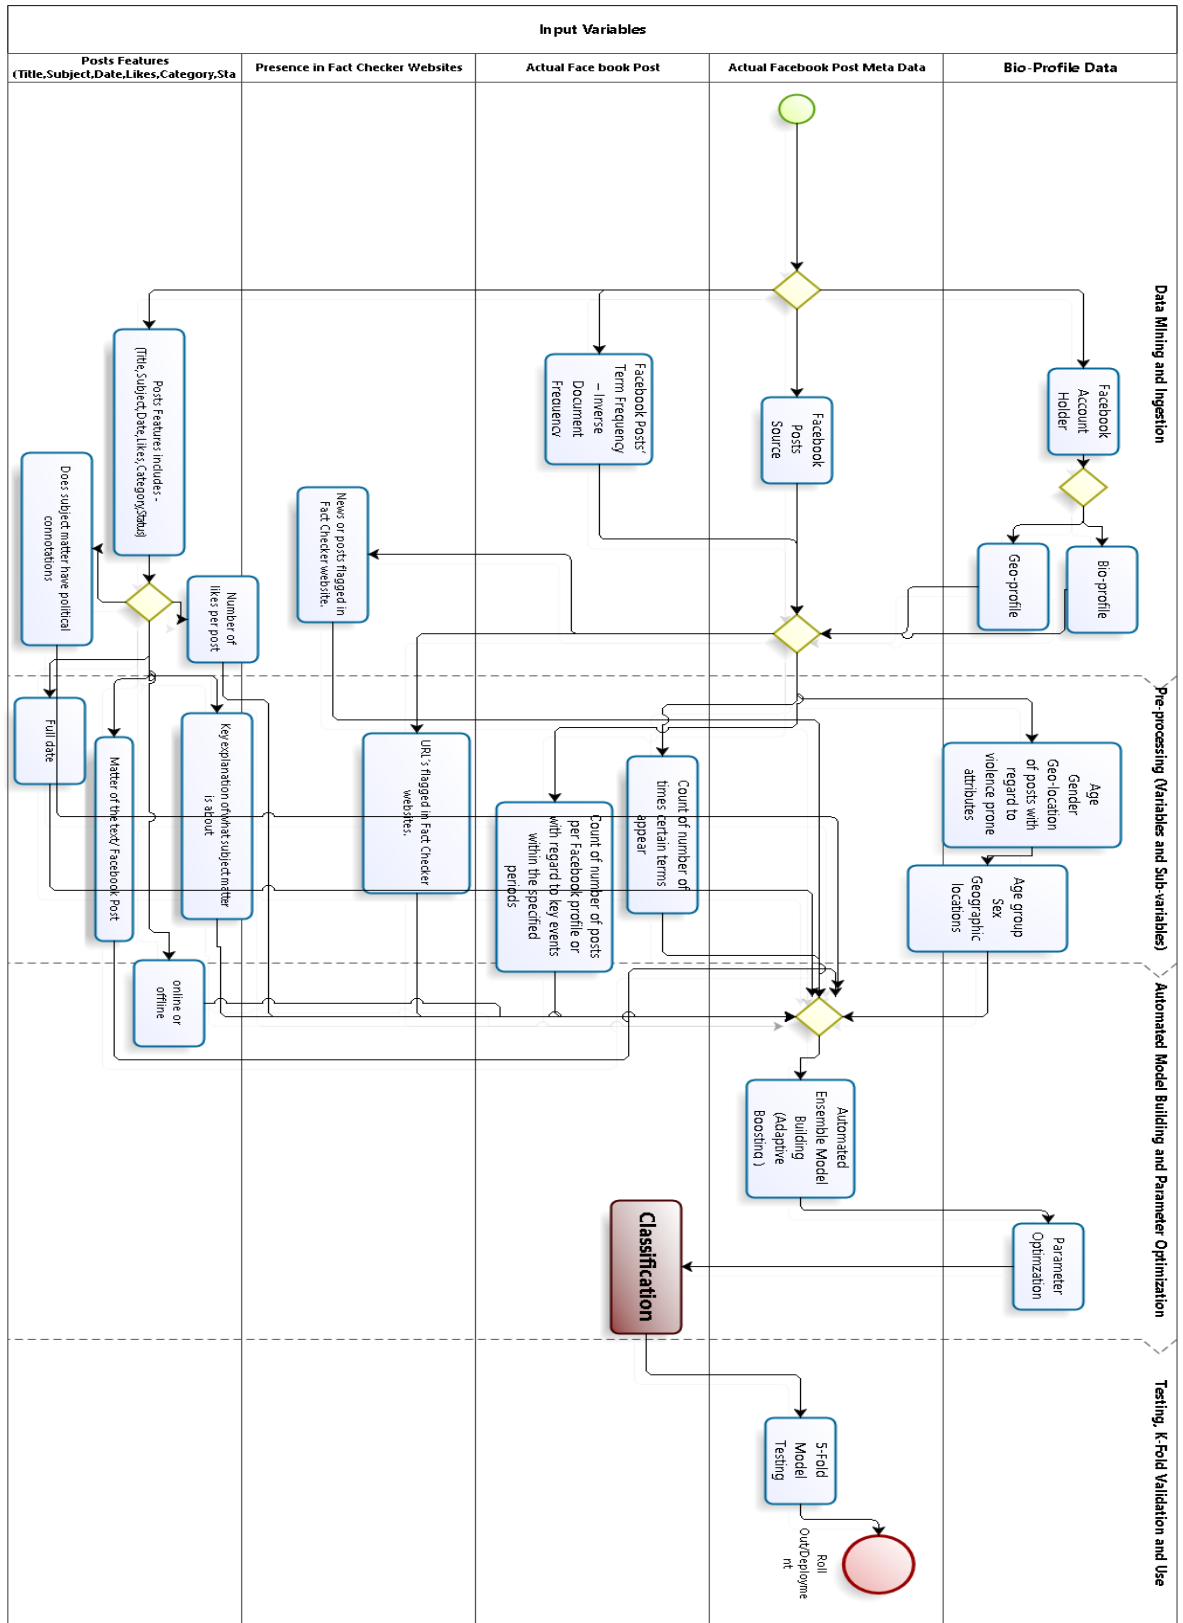 Input Variables
Posts Features
(Title,Subject,Date,Likes,Category,Sta
Presence in Fact Checker Websites
Actual Face book Post
Actual Facebook Post Meta Data
Bio-Profile Data
Data Mining and Ingestion
Facebook
Account
Holder
Facebook
Posts
Source
Facebook Posts’
Term Frequency
– Inverse
Document
Frequency
Posts Features includes -
(Title,Subject,Date,Likes,Category,Status)
Does subject matter have political
connotations
News or posts flagged in
Fact Checker website.
Number of
likes per post
Geo-profile
Bio-profile
Pre-processing (Variables and Sub-variables)
Age
Gender
Geo-location
of posts with
regard to
violence prone
attributes
Age group
Sex
Geographic
locations
Count of number of
times certain terms
appear
Count of number of posts
per Facebook profile or
with regard to key events
within the specified
periods
URL’s flagged in Fact Checker
websites.
Key explanation of what subject matter
is about
Matter of the text/ Facebook Post
Full date
online or
offline
Automated Model Building and Parameter Optimization
Automated
Ensemble Model
Building
(Adaptive
Boosting )
Parameter
Optimzation
Classification
Testing, K-Fold Validation and Use
5-Fold
Model
Testing
Roll
Out/Deployme
nt